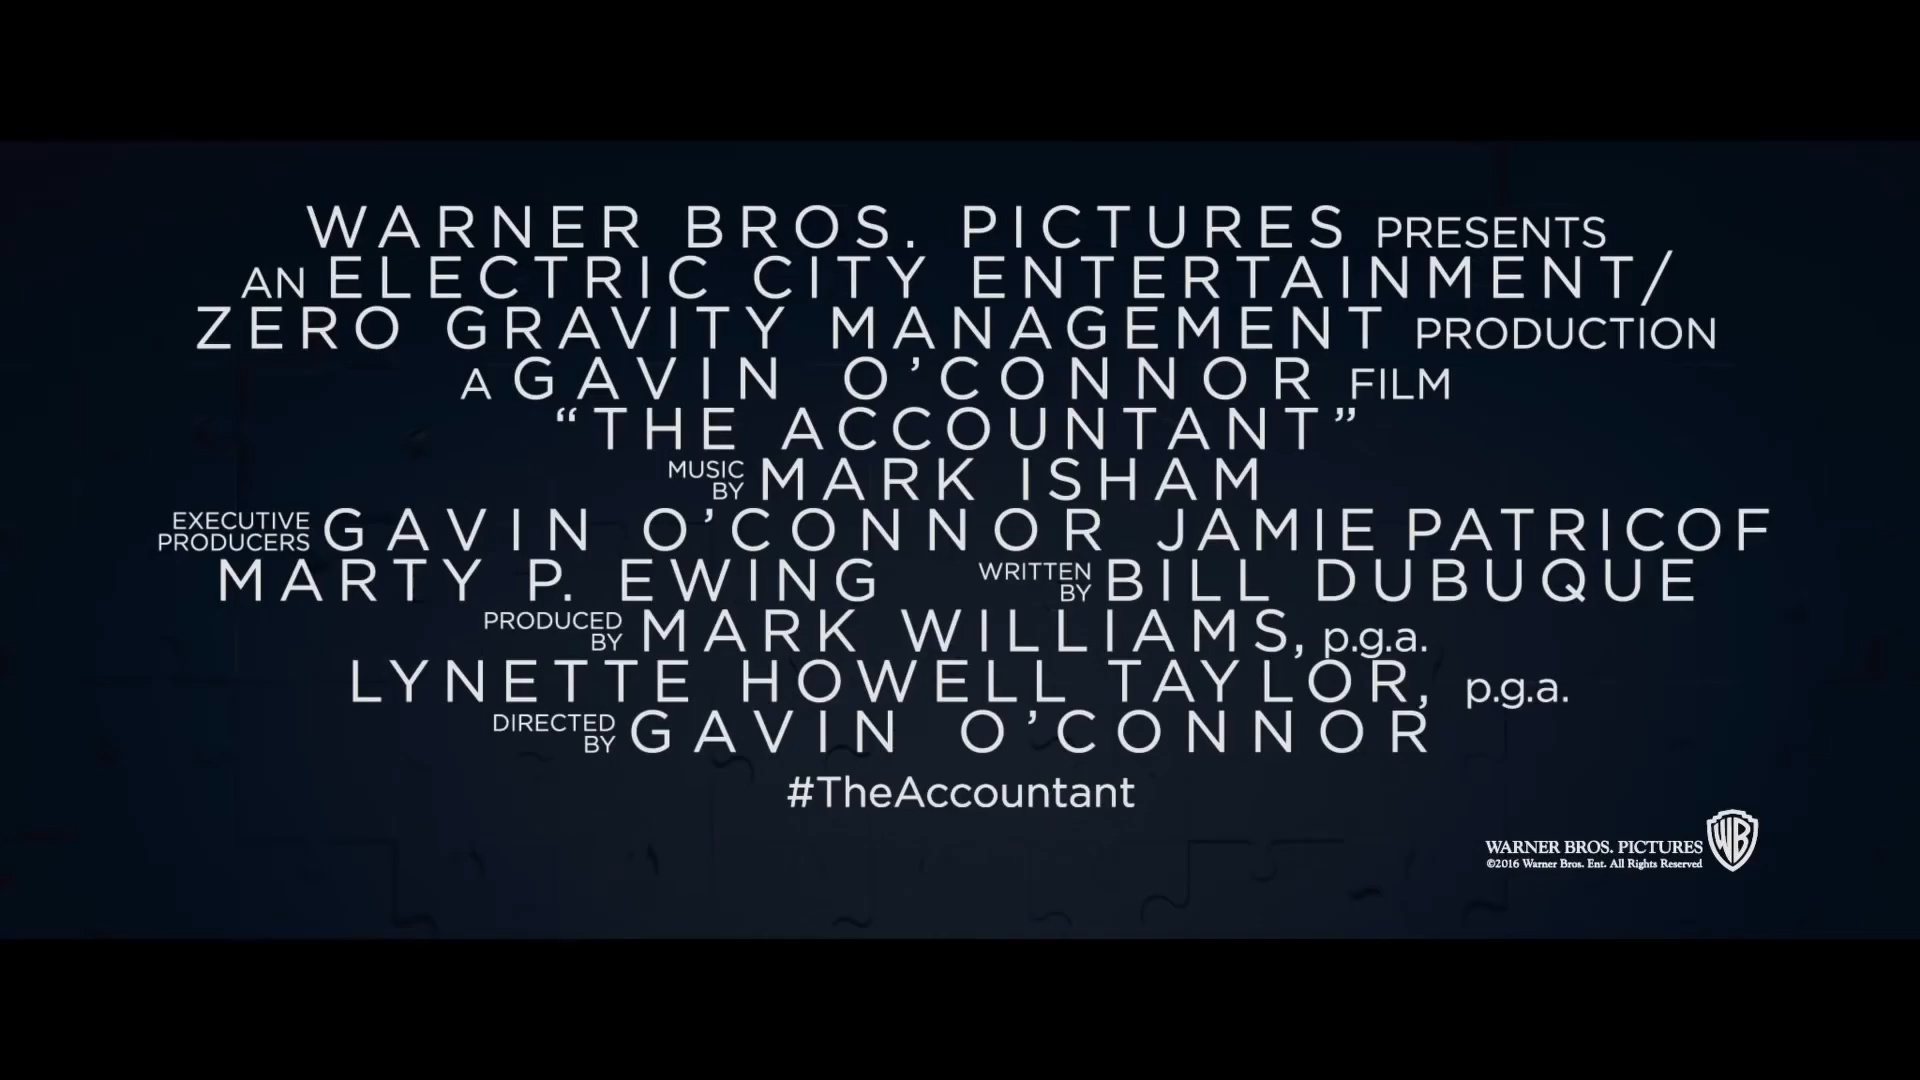 WARNER BROS. PICTURES PRESENTS
AN ELECTRIC CITY ENTERTAINMENT/
ZERO GRAVITY MANAGEMENT PRODUCTION
A GAVIN O’CONNOR FILM
“THE ACCOUNTANT”
MUSIC BY MARK ISHAM
EXECUTIVE PRODUCERS GAVIN O’CONNOR JAMIE PATRICOF
MARTY P. EWING WRITTEN BY BILL DUBUQUE
PRODUCED BY MARK WILLIAMS, p.g.a.
LYNETTE HOWELL TAYLOR, p.g.a.
DIRECTED BY GAVIN O’CONNOR
#TheAccountant
WARNER BROS. PICTURES WB
©2016 Warner Bros. Ent. All Rights Reserved